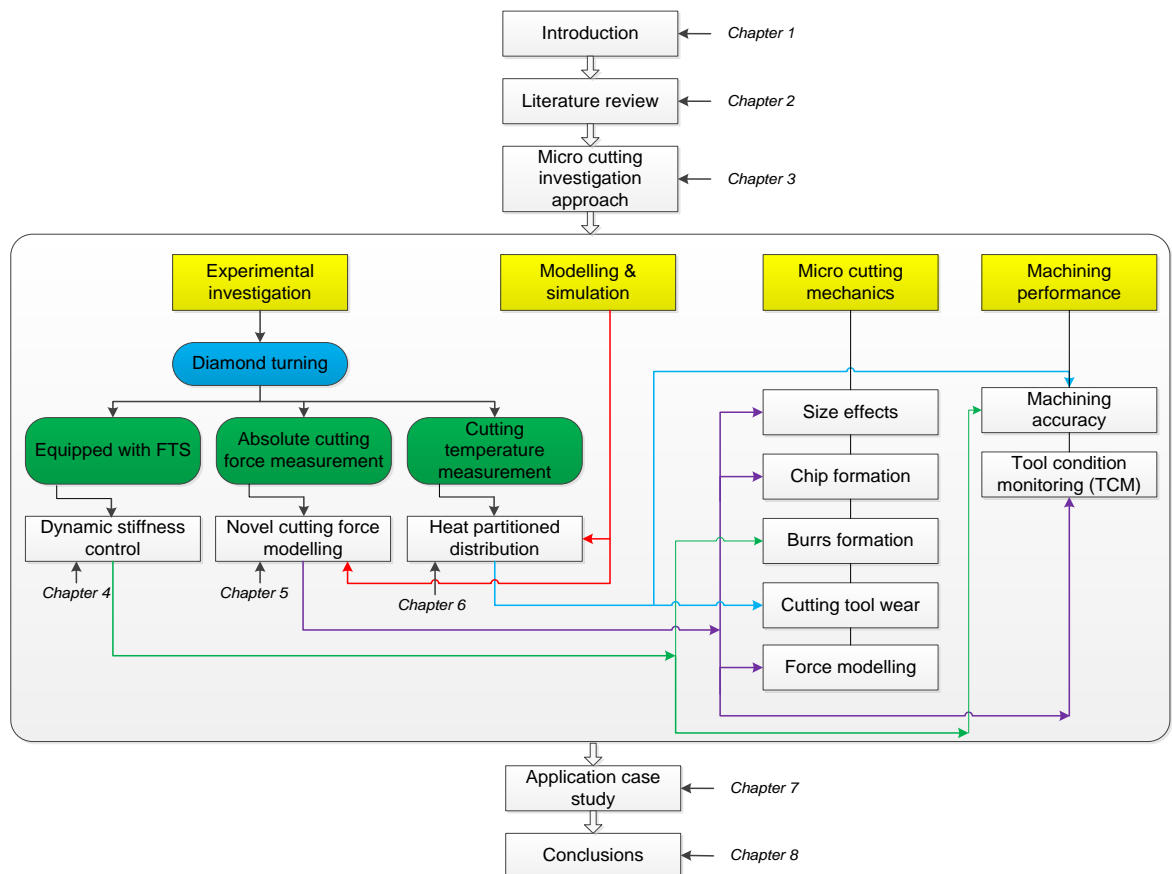 Introduction
Chapter 1
Literature review
Chapter 2
Micro cutting
investigation
approach
Chapter 3
Experimental
investigation
Modelling &
simulation
Micro cutting
mechanics
Machining
performance
Diamond turning
Equipped with FTS
Absolute cutting
force measurement
Cutting
temperature
measurement
Size effects
Machining
accuracy
Chip formation
Tool condition
monitoring (TCM)
Dynamic stiffness
control
Novel cutting force
modelling
Heat partitioned
distribution
Burrs formation
Chapter 4
Chapter 5
Chapter 6
Cutting tool wear
Force modelling
Application case
study
Chapter 7
Conclusions
Chapter 8